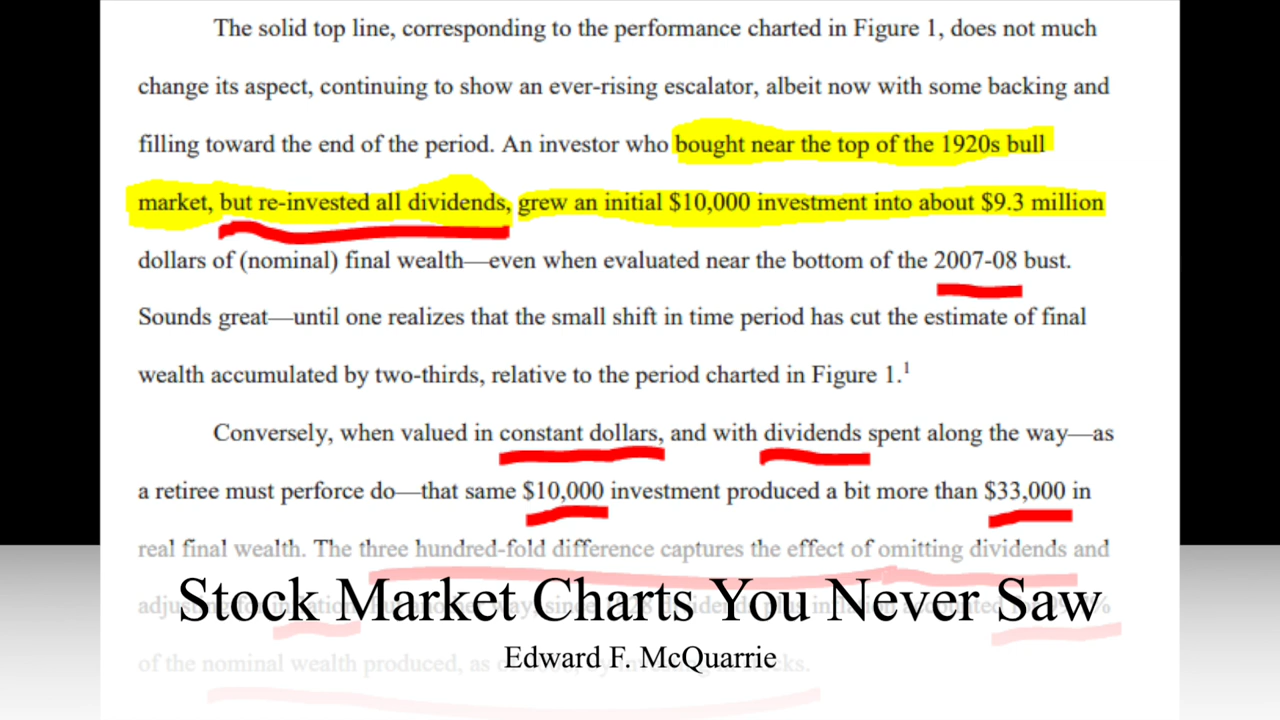 The solid top line, corresponding to the performance charted in Figure 1, does not much
change its aspect, continuing to show an ever-rising escalator, albeit now with some backing and
filling toward the end of the period. An investor who bought near the top of the 1920s bull
market, but re-invested all dividends, grew an initial $10,000 investment into about $9.3 million
dollars of (nominal) final wealth—even when evaluated near the bottom of the 2007-08 bust.
Sounds great—until one realizes that the small shift in time period has cut the estimate of final
wealth accumulated by two-thirds, relative to the period charted in Figure 1.1
Conversely, when valued in constant dollars, and with dividends spent along the way—as
a retiree must perforce do—that same $10,000 investment produced a bit more than $33,000 in
real final wealth. The three hundred-fold difference captures the effect of omitting dividends and
Stock Market Charts You Never Saw
of the nominal wealth produced, as
Edward F. McQuarrie